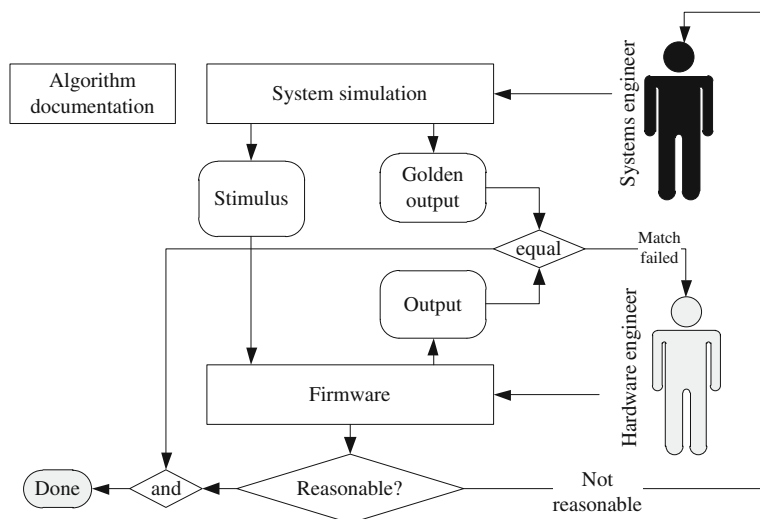 Algorithm
documentation
System simulation
Systems engineer
Stimulus
Golden
output
equal
Match
failed
Output
Hardware engineer
Firmware
Done
and
Reasonable?
Not
reasonable